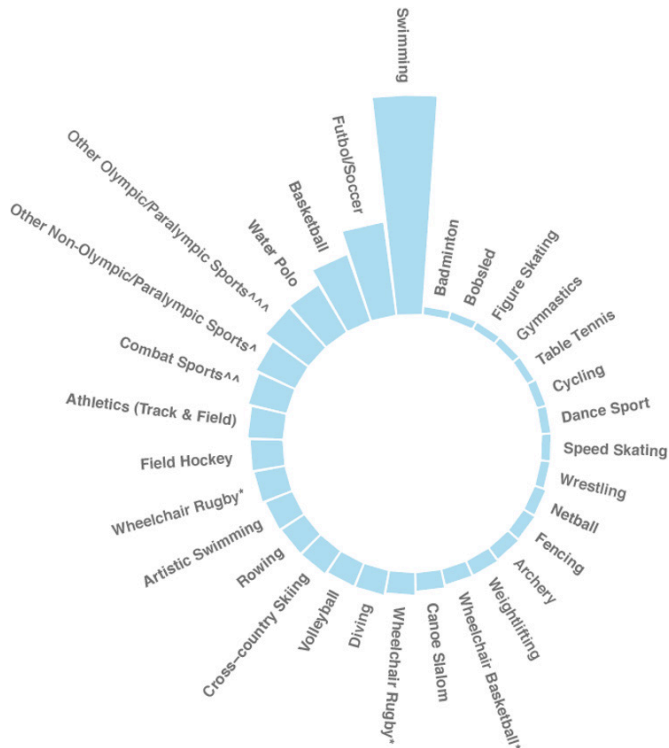 Swimming
Badminton
Bobsled
Figure Skating
Gymnastics
Table Tennis
Cycling
Dance Sport
Speed Skating
Wrestling
Netball
Fencing
Archery
Weightlifting
Wheelchair Basketball*
Canoe Slalom
Wheelchair Rugby*
Diving
Volleyball
Cross-country Skiing
Rowing
Artistic Swimming
Wheelchair Rugby*
Field Hockey
Athletics (Track & Field)
Combat Sports^^
Other Non-Olympic/Paralympic Sports^
Other Olympic/Paralympic Sports^^^
Water Polo
Basketball
Futbol/Soccer